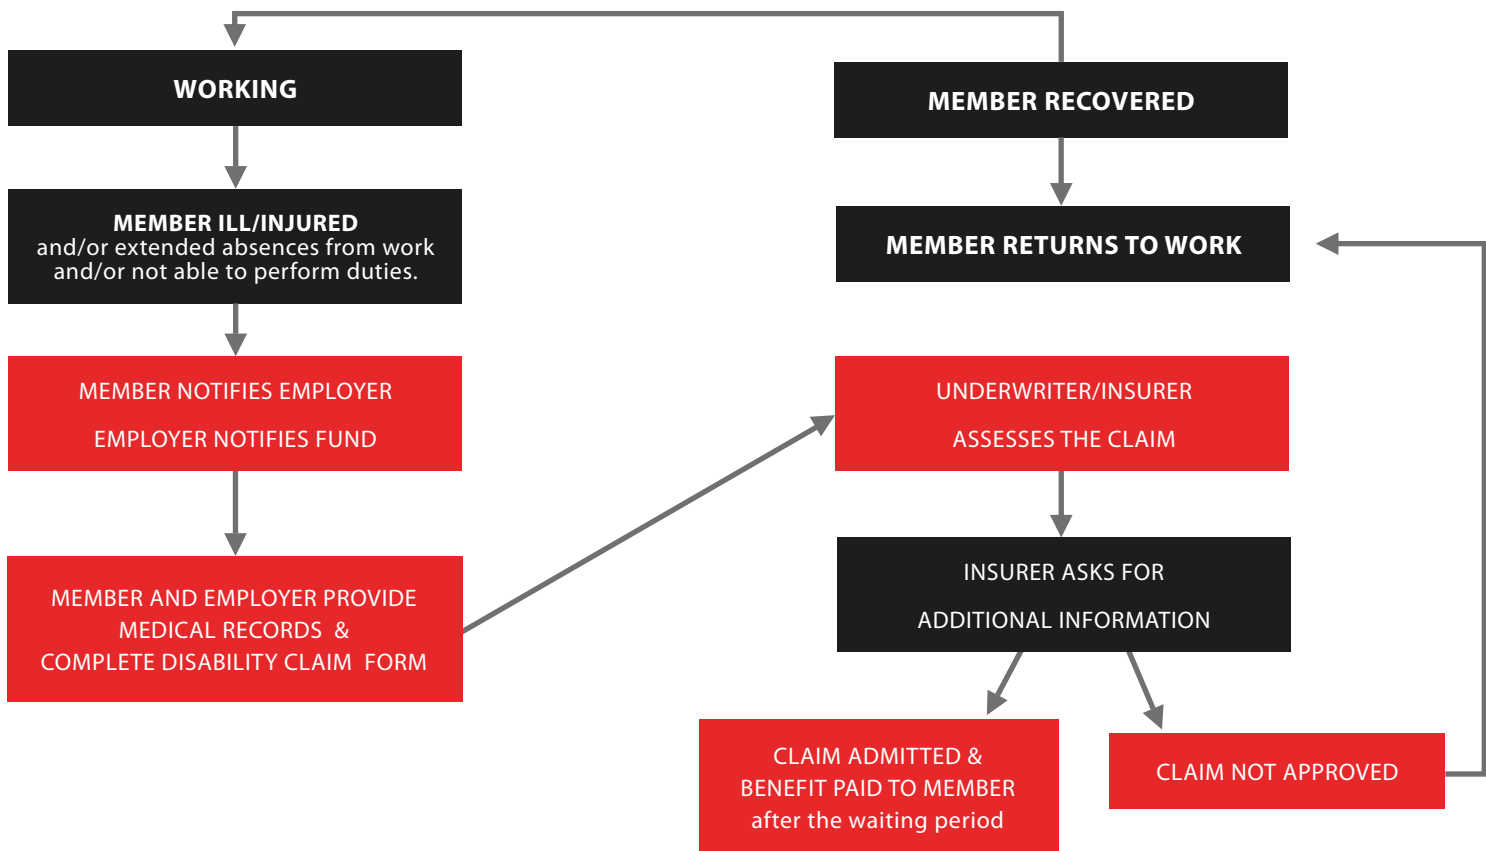 WORKING
MEMBER ILL/INJURED
and/or extended absences from work
and/or not able to perform duties.
MEMBER NOTIFIES EMPLOYER
EMPLOYER NOTIFIES FUND
MEMBER AND EMPLOYER PROVIDE
MEDICAL RECORDS &
COMPLETE DISABILITY CLAIM FORM
MEMBER RECOVERED
MEMBER RETURNS TO WORK
UNDERWRITER/INSURER
ASSESSES THE CLAIM
INSURER ASKS FOR
ADDITIONAL INFORMATION
CLAIM ADMITTED &
BENEFIT PAID TO MEMBER
after the waiting period
CLAIM NOT APPROVED